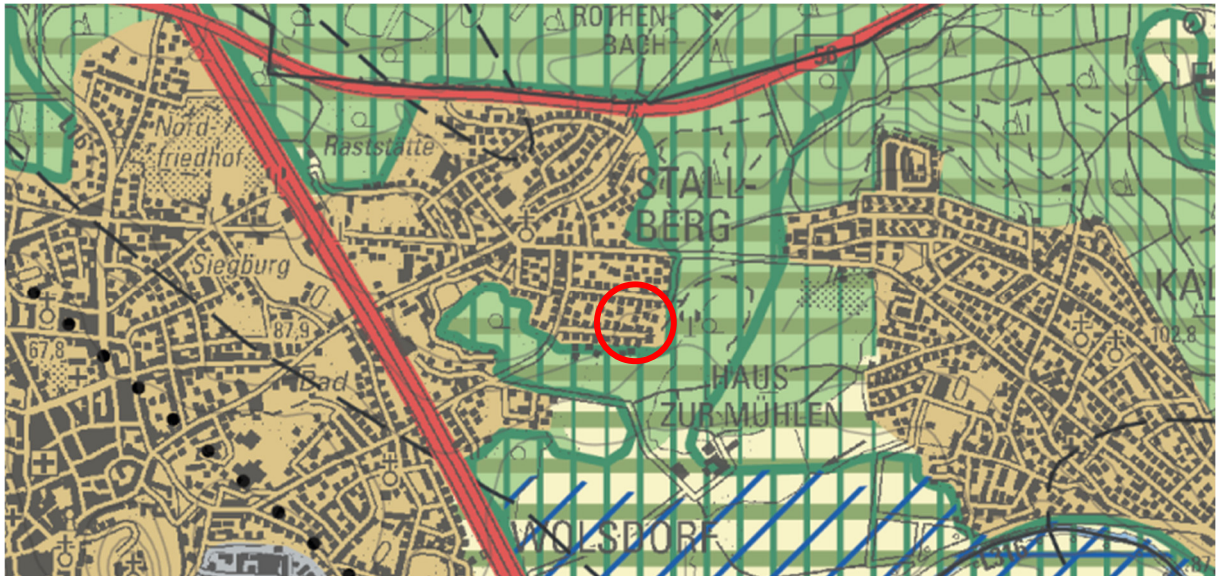 ROTHEN-
BACH
56
Nord-
friedhof
Raststätte
STALL-
BERG
Siegburg
87,9
67,8
Bad
KAL
102,8
HAUS
ZUR MÜHLEN
WOLSDORF
L316